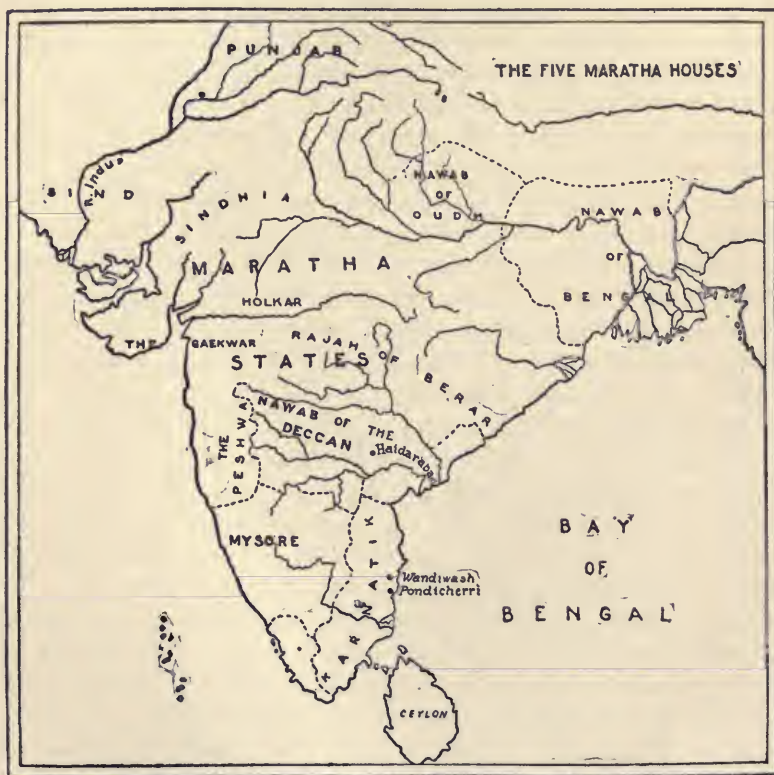 PUNJAB
'THE FIVE MARATHA HOUSES'
R. Indus
SIND
SINDHIA
NAWAB
OF
OUDH
NAWAB
OF
BENGAL
MARATHA
HOLKAR
THE GAEKWAR
RAJAH OF BERAR
STATES
THE PESHWA
NAWAB OF THE
DECCAN
Haidarabad
MYSORE
KARNATIK
Wandiwash
Pondicherri
BAY
OF
BENGAL
CEYLON